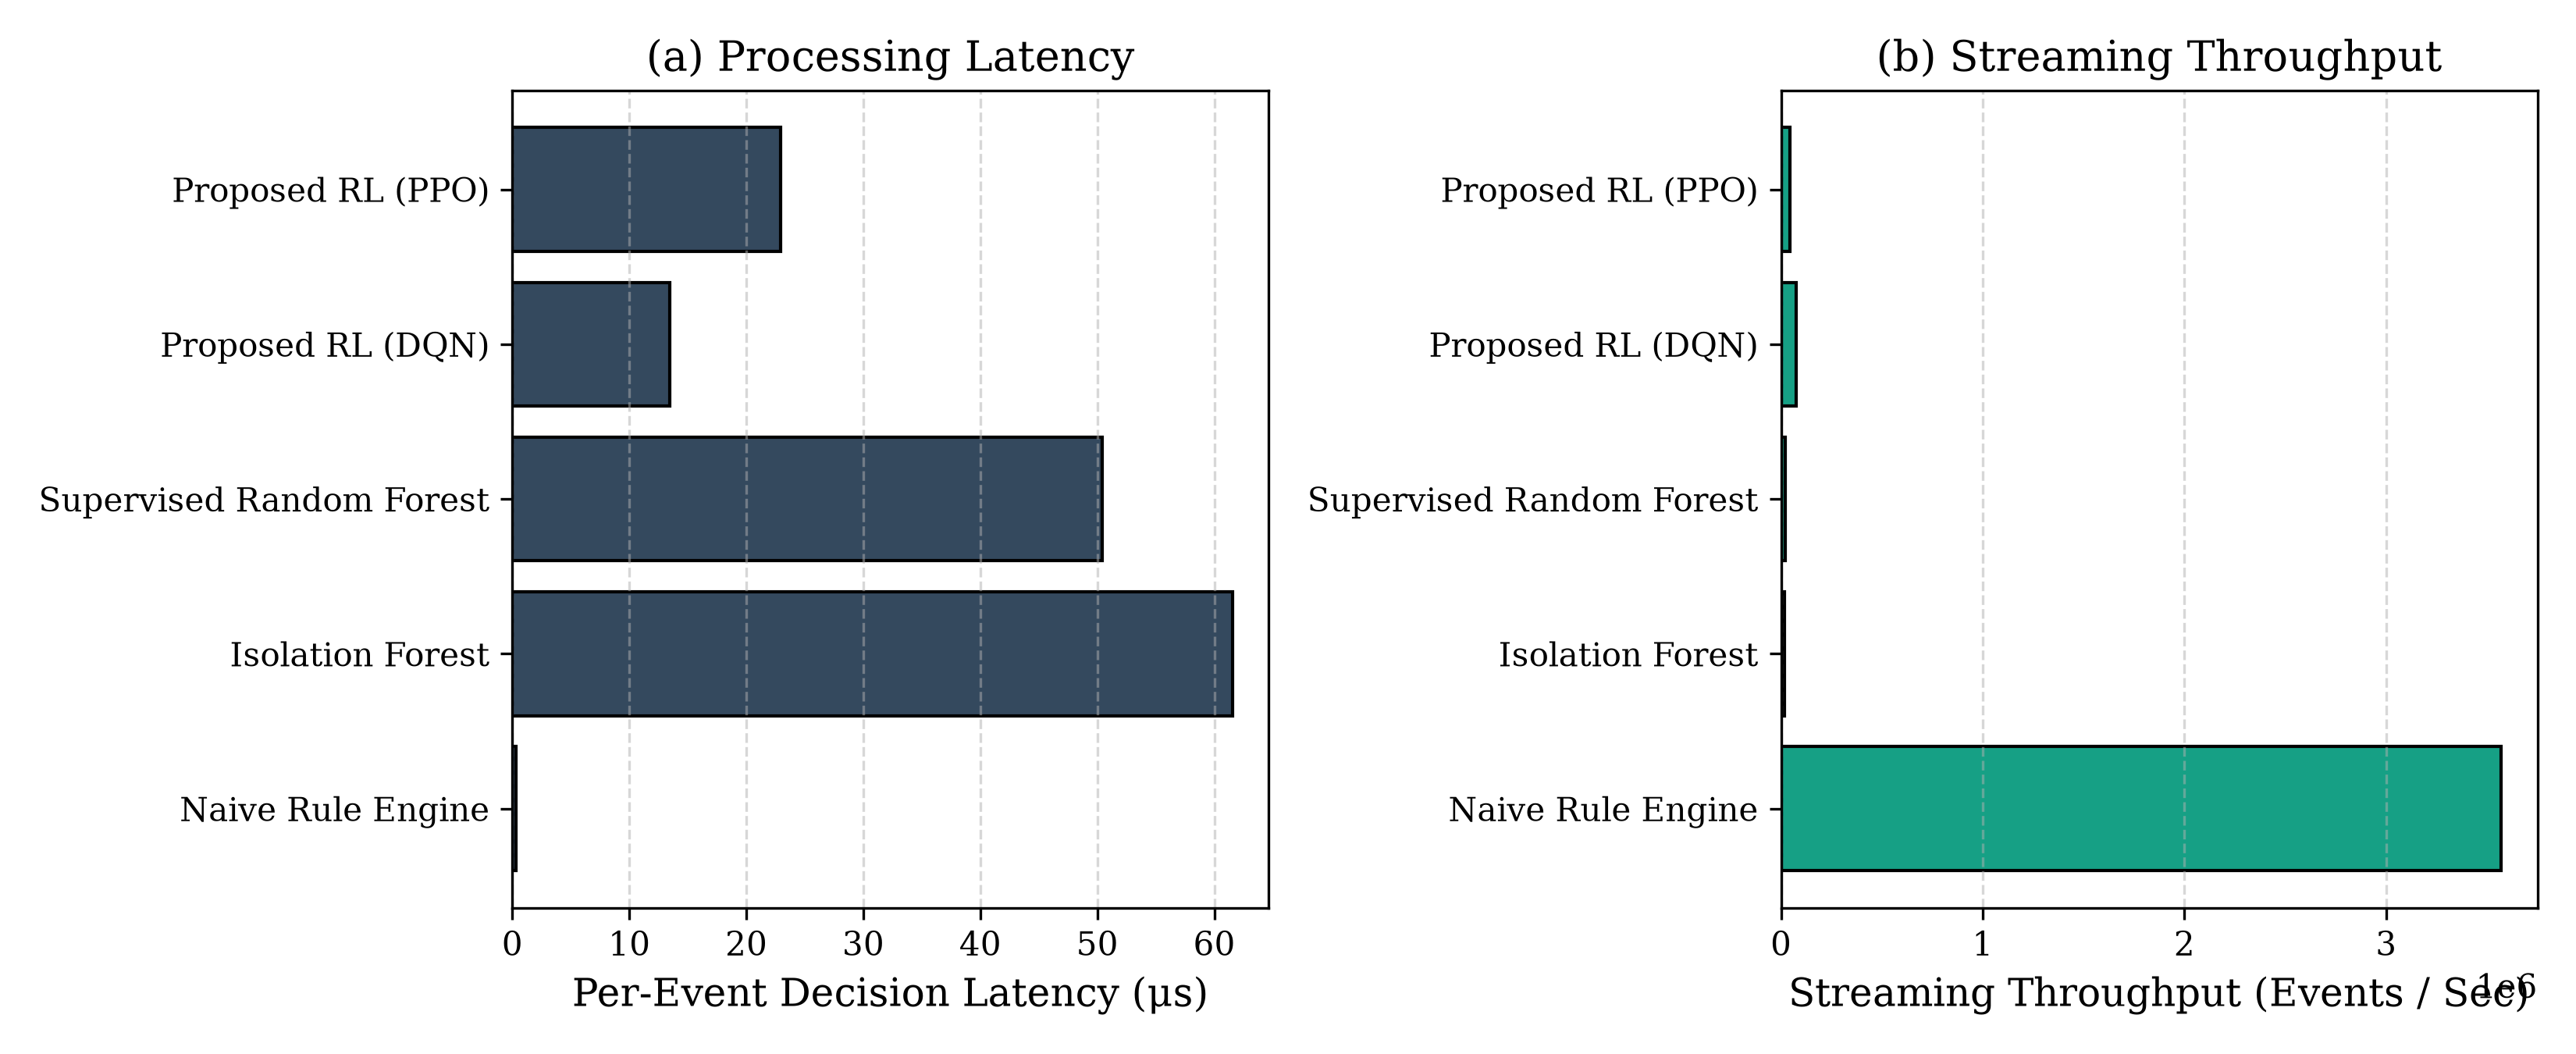 (a) Processing Latency
Proposed RL (PPO)
Proposed RL (DQN)
Supervised Random Forest
Isolation Forest
Naive Rule Engine
0 10 20 30 40 50 60
Per-Event Decision Latency (μs)
(b) Streaming Throughput
Proposed RL (PPO)
Proposed RL (DQN)
Supervised Random Forest
Isolation Forest
Naive Rule Engine
0 1 2 3
1e6
Streaming Throughput (Events / Sec)